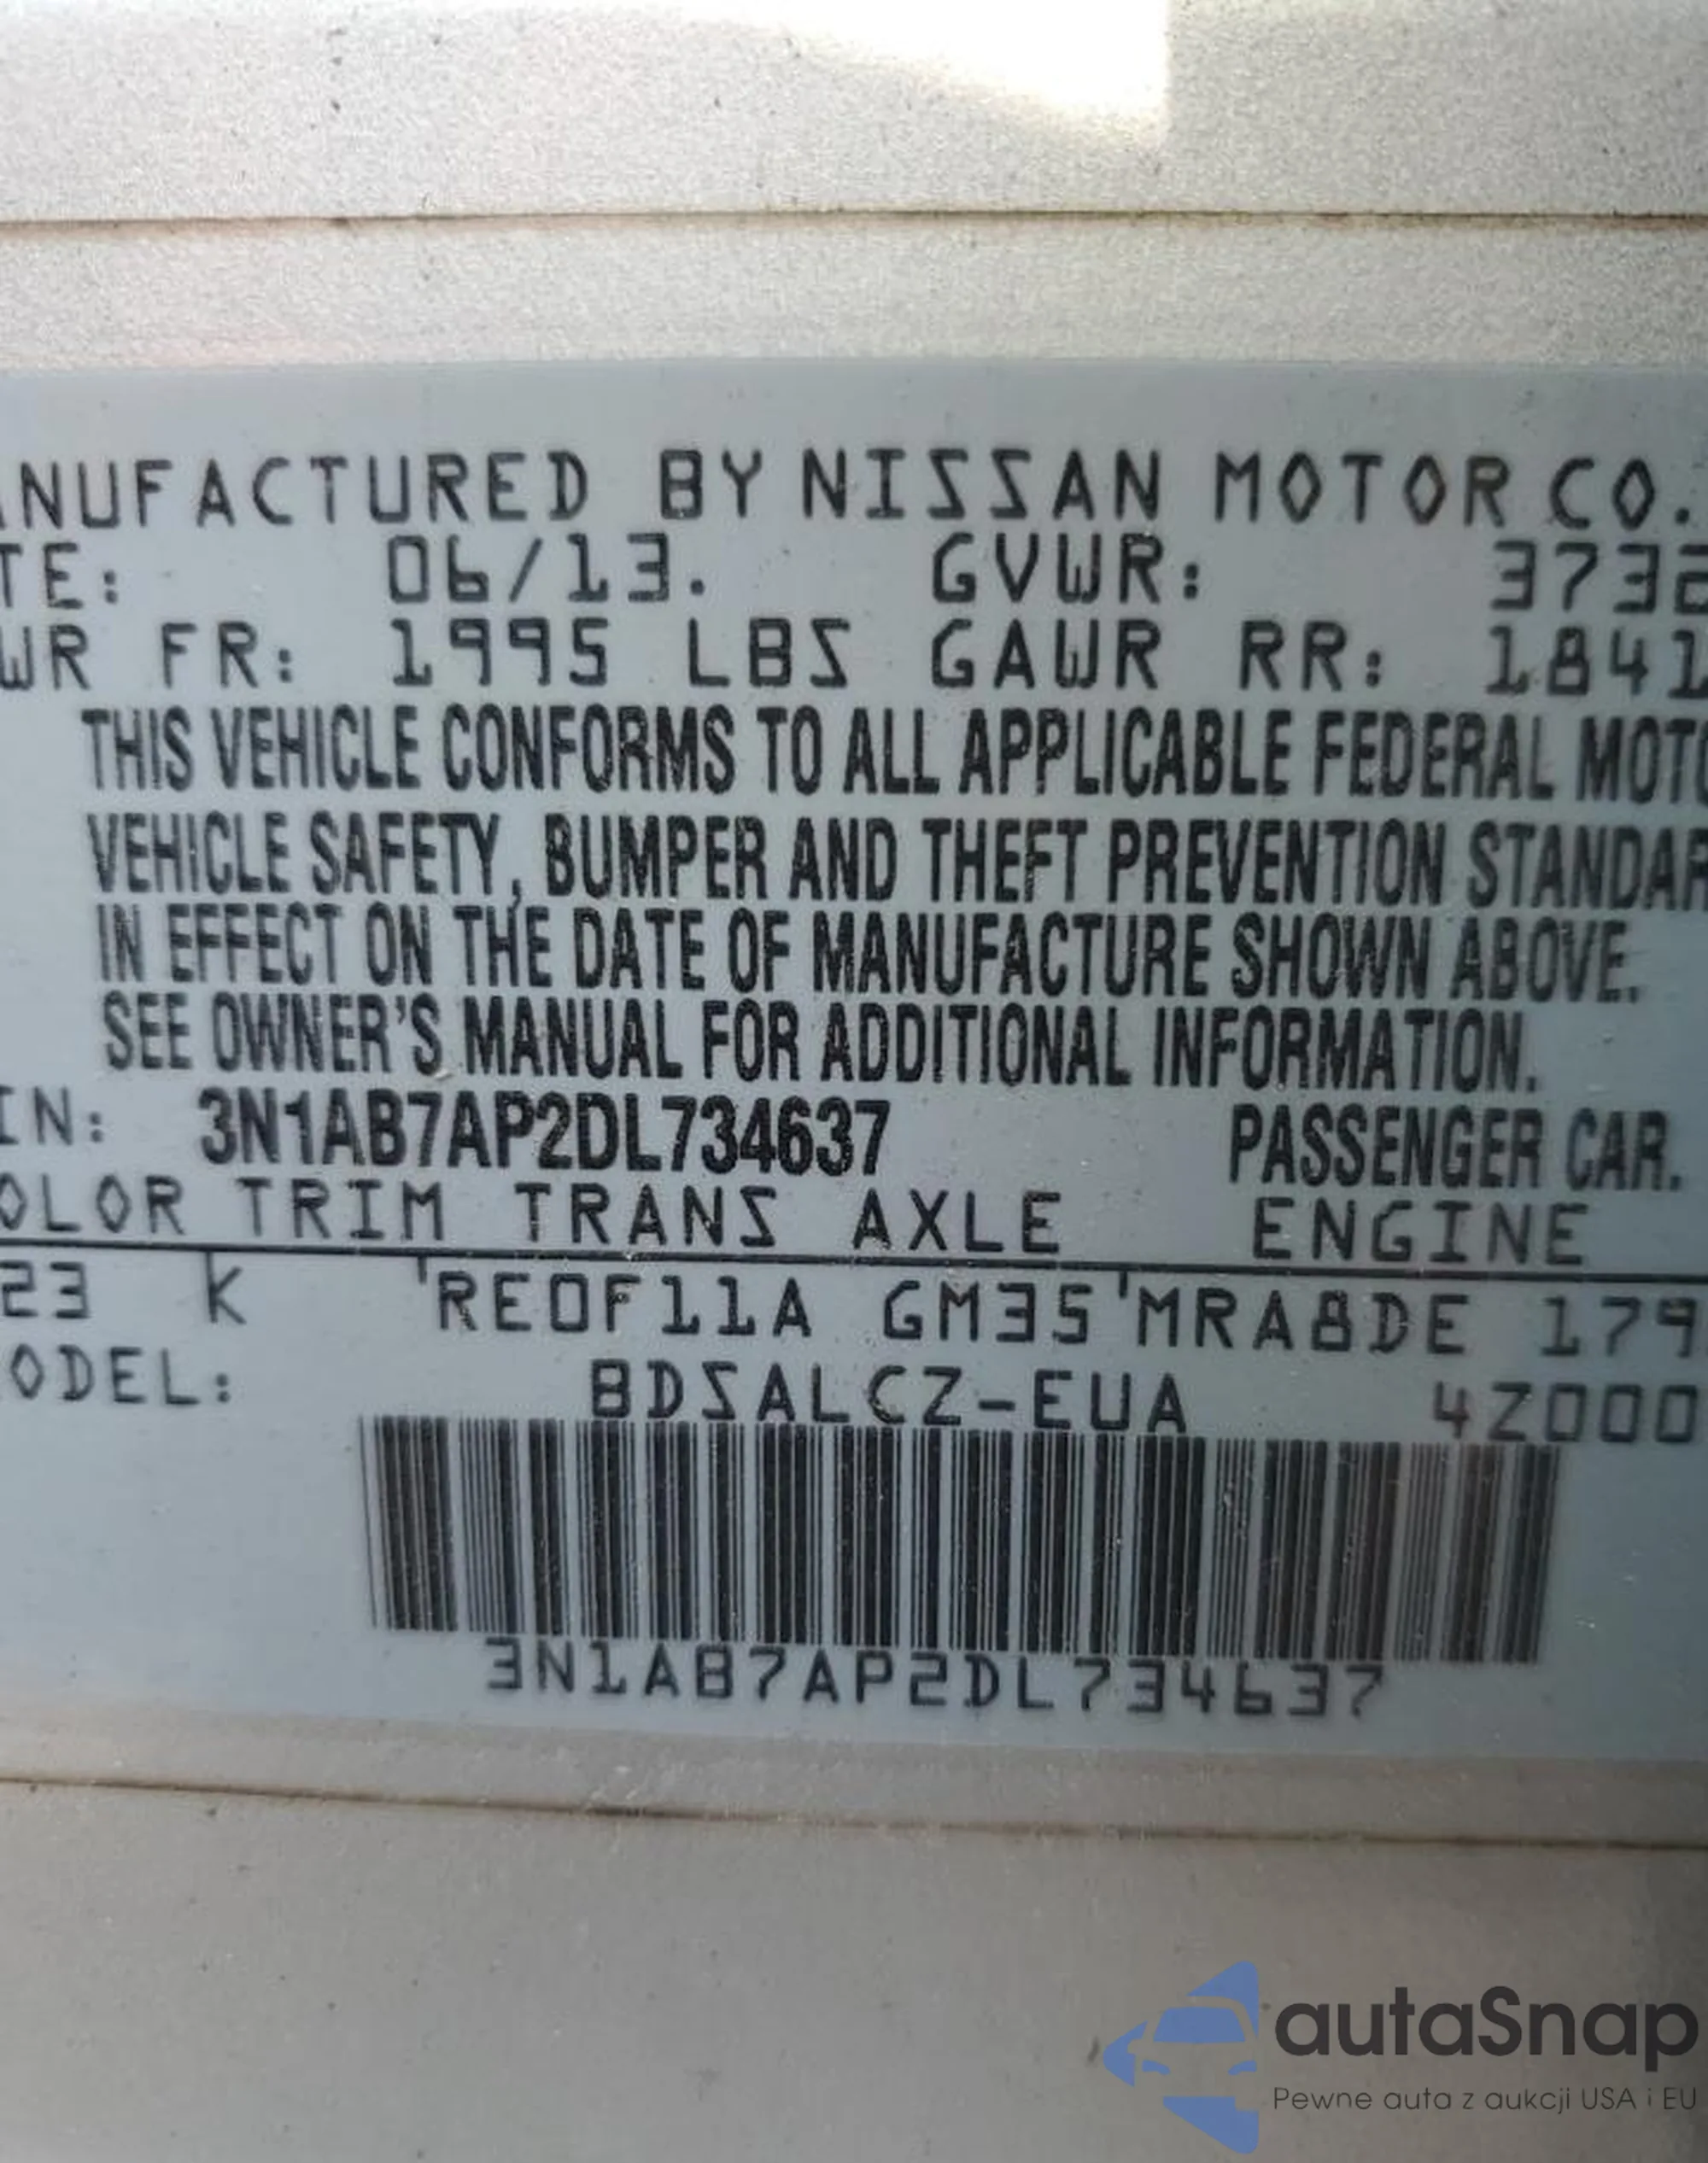 ANUFACTURED BY NISSAN MOTOR CO.,
TE: 06/13. GVWR: 3732
WR FR: 1995 LBS GAWR RR: 1841
THIS VEHICLE CONFORMS TO ALL APPLICABLE FEDERAL MOTO
VEHICLE SAFETY, BUMPER AND THEFT PREVENTION STANDAR
IN EFFECT ON THE DATE OF MANUFACTURE SHOWN ABOVE.
SEE OWNER'S MANUAL FOR ADDITIONAL INFORMATION.
IN: 3N1AB7AP2DL734637 PASSENGER CAR.
OLOR TRIM TRANS AXLE ENGINE
23 K RE0F11A GM35 MRA8DE 179
ODEL: BDSALCZ-EUA 4Z000
3N1AB7AP2DL734637
autaSnap
Pewne auta z aukcji USA i EU